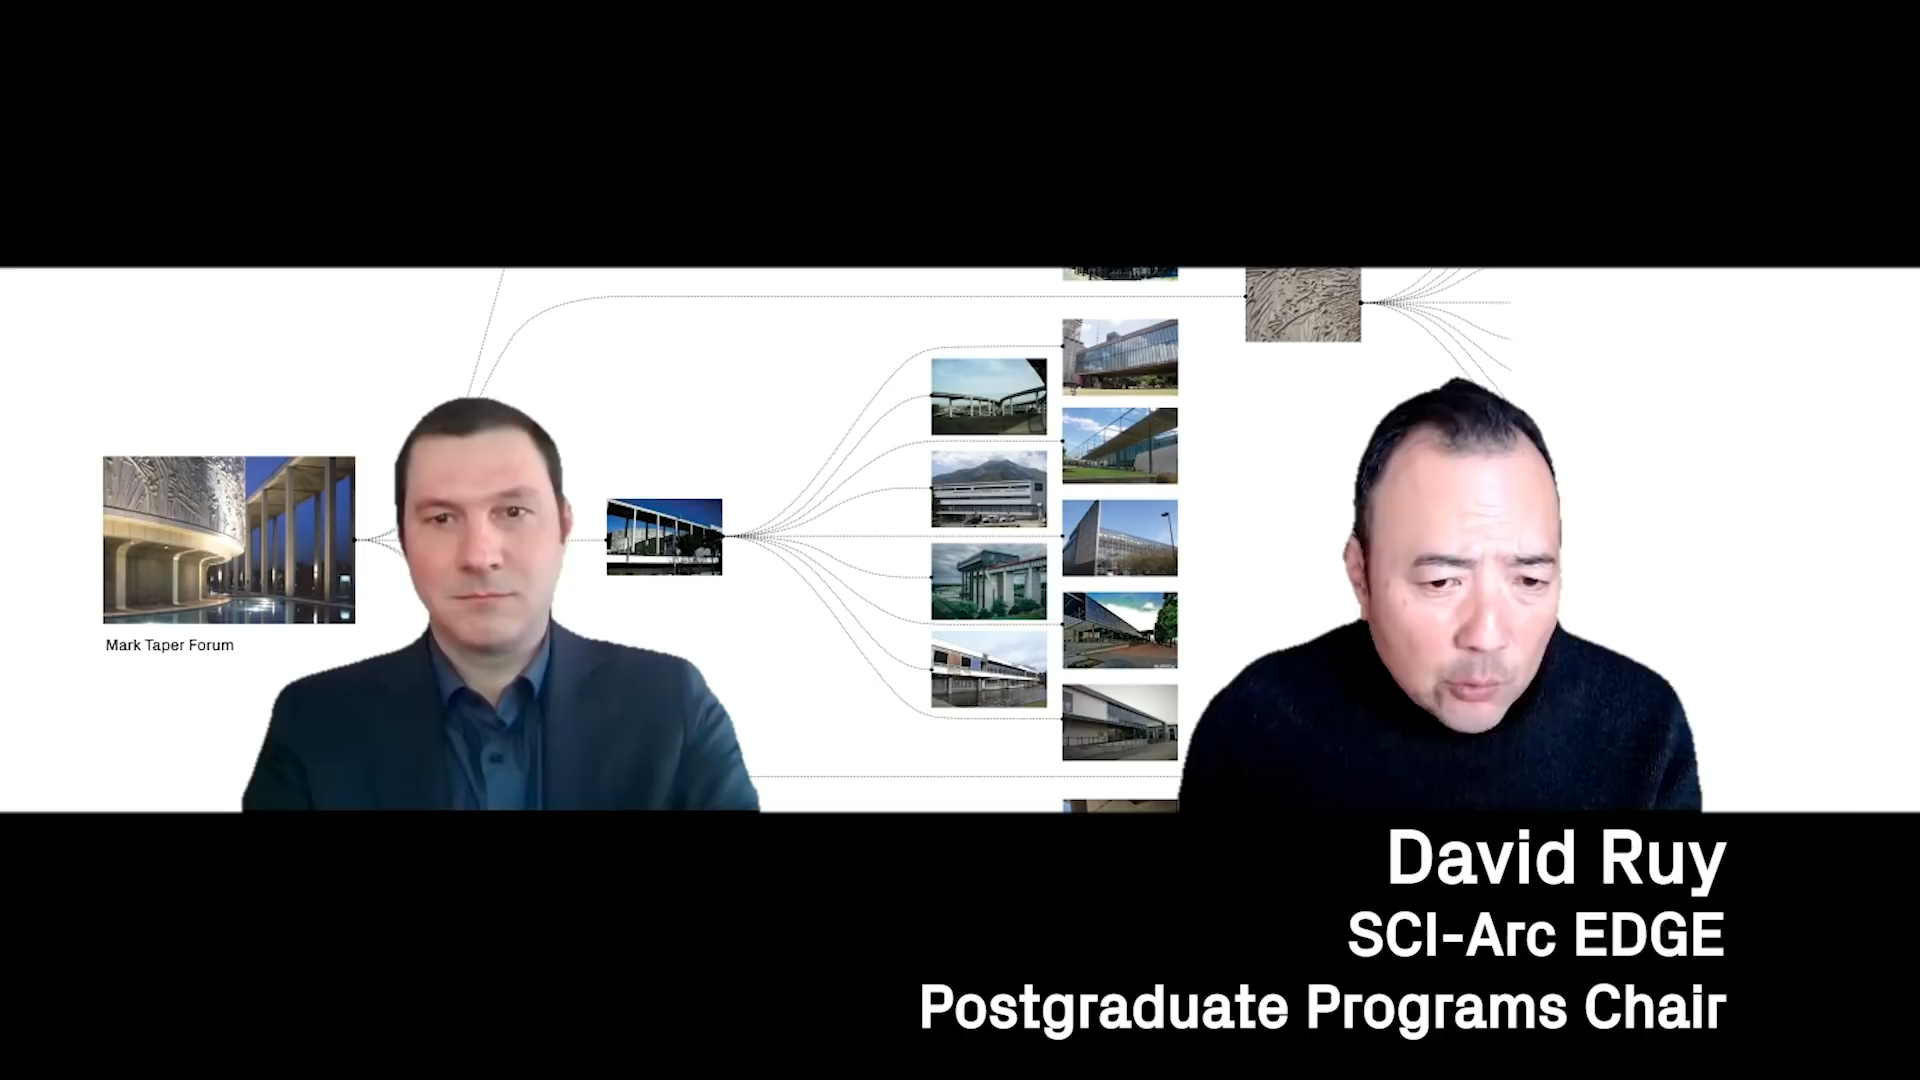 Mark Taper Forum
David Ruy
SCI-Arc EDGE
Postgraduate Programs Chair